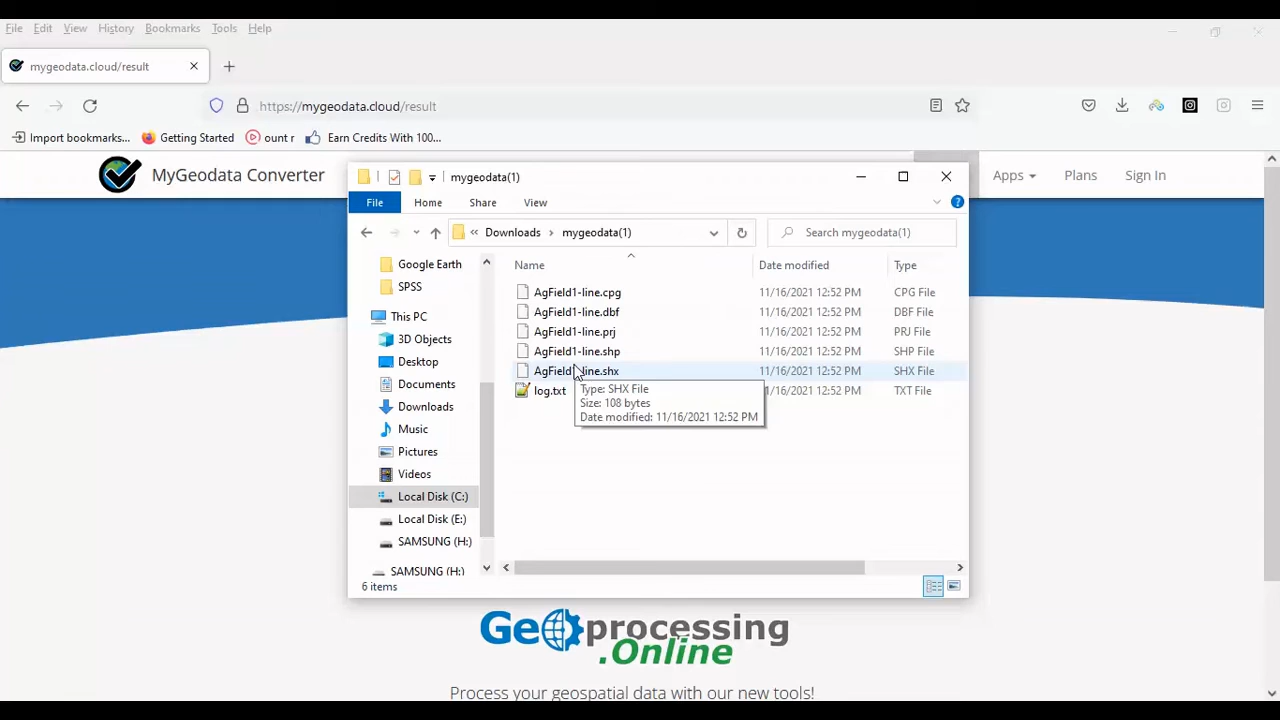 File Edit View History Bookmarks Tools Help
mygeodata.cloud/result
https://mygeodata.cloud/result
Import bookmarks... Getting Started ount r Earn Credits With 100...
MyGeodata Converter Apps Plans Sign In
mygeodata(1)
File Home Share View
« Downloads > mygeodata(1) Search mygeodata(1)
Google Earth
SPSS
This PC
3D Objects
Desktop
Documents
Downloads
Music
Pictures
Videos
Local Disk (C:)
Local Disk (E:)
SAMSUNG (H:)
SAMSUNG (H:)
Name Date modified Type
AgField1-line.cpg 11/16/2021 12:52 PM CPG File
AgField1-line.dbf 11/16/2021 12:52 PM DBF File
AgField1-line.prj 11/16/2021 12:52 PM PRJ File
AgField1-line.shp 11/16/2021 12:52 PM SHP File
AgField1-line.shx 11/16/2021 12:52 PM SHX File
log.txt 11/16/2021 12:52 PM TXT File
Type: SHX File
Size: 108 bytes
Date modified: 11/16/2021 12:52 PM
6 items
Geoprocessing
.Online
Process your geospatial data with our new tools!